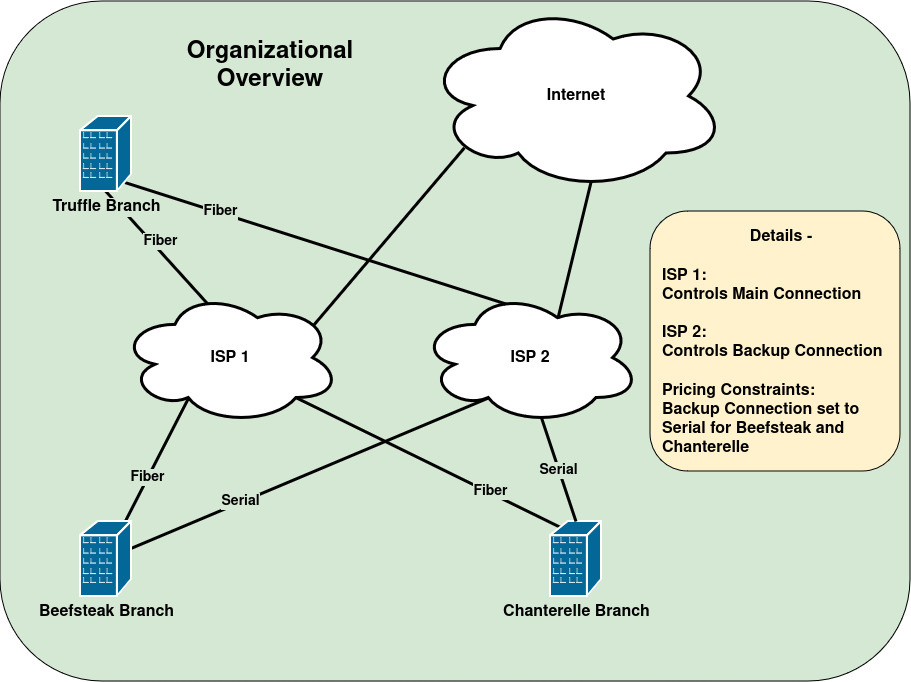 Organizational
Overview
Internet
Truffle Branch
Fiber
Fiber
Details -
ISP 1:
Controls Main Connection
ISP 2:
Controls Backup Connection
Pricing Constraints:
Backup Connection set to
Serial for Beefsteak and
Chanterelle
ISP 1
ISP 2
Fiber
Serial
Fiber
Serial
Beefsteak Branch
Chanterelle Branch